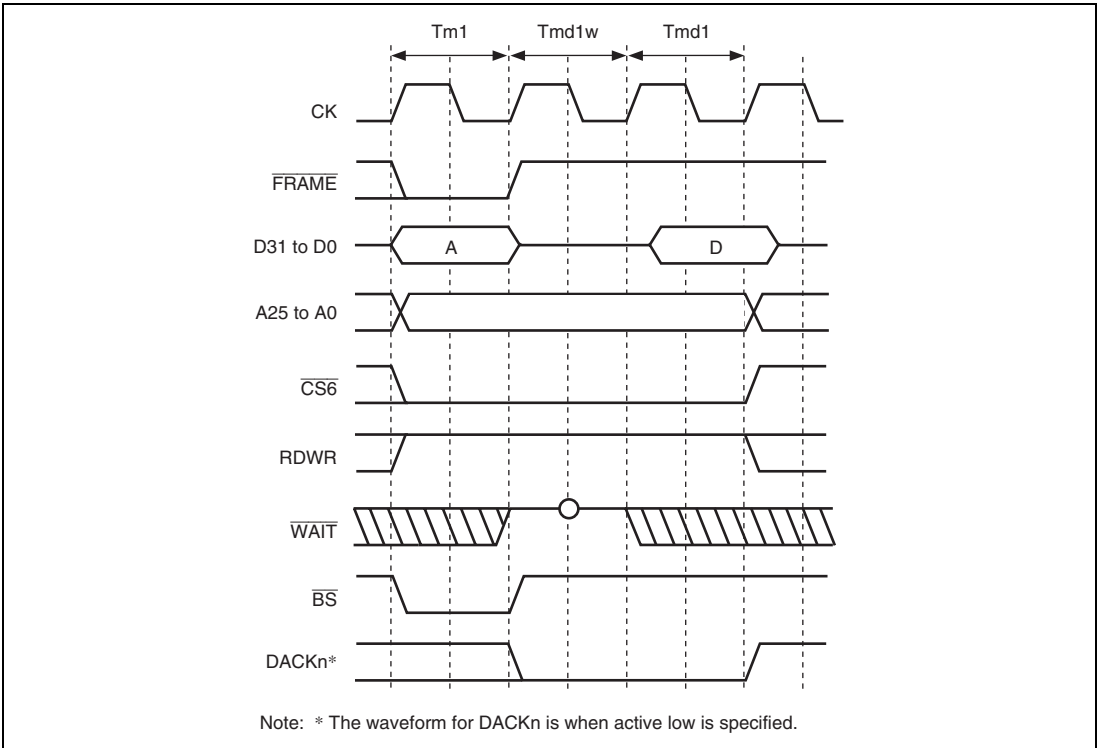 Tm1 Tmd1w Tmd1
CK
FRAME
D31 to D0 A D
A25 to A0
CS6
RDWR
WAIT
BS
DACKn*
Note: * The waveform for DACKn is when active low is specified.